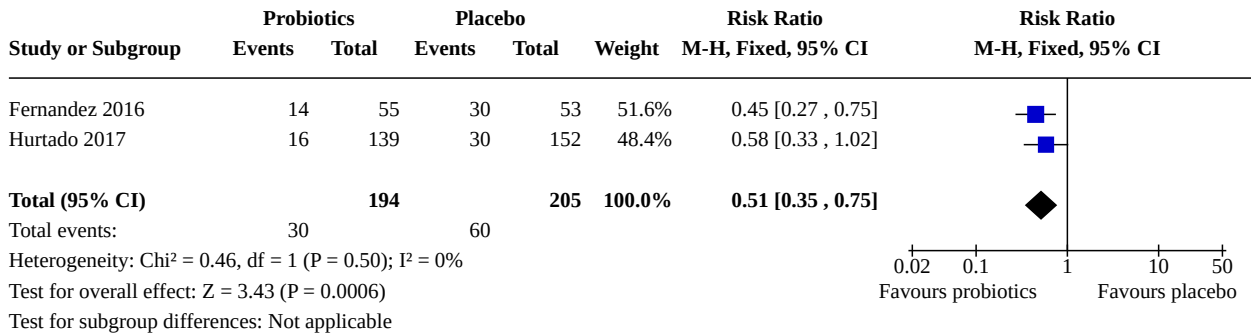 Probiotics Placebo Risk Ratio Risk Ratio
Study or Subgroup Events Total Events Total Weight M-H, Fixed, 95% CI M-H, Fixed, 95% CI
Fernandez 2016 14 55 30 53 51.6% 0.45 [0.27 , 0.75]
Hurtado 2017 16 139 30 152 48.4% 0.58 [0.33 , 1.02]
Total (95% CI) 194 205 100.0% 0.51 [0.35 , 0.75]
Total events: 30 60
Heterogeneity: Chi² = 0.46, df = 1 (P = 0.50); I² = 0%
0.02 0.1 1 10 50
Test for overall effect: Z = 3.43 (P = 0.0006)
Favours probiotics Favours placebo
Test for subgroup differences: Not applicable